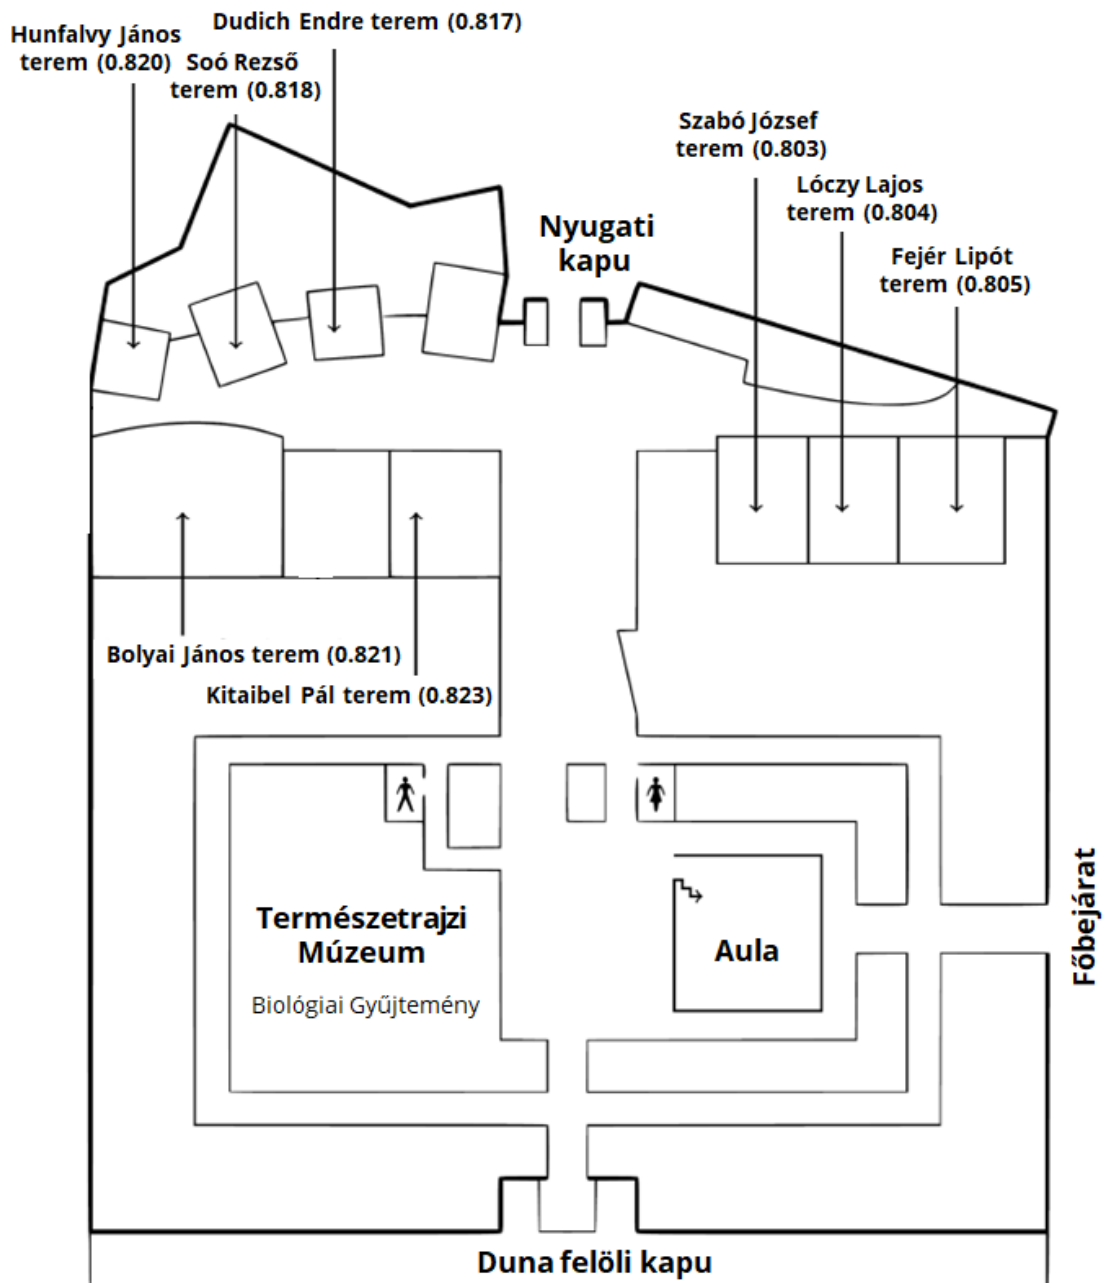 Dudich Endre terem (0.817)
Hunfalvy János
terem (0.820)
Soó Rezső
terem (0.818)
Szabó József
terem (0.803)
Lóczy Lajos
terem (0.804)
Nyugati
kapu
Fejér Lipót
terem (0.805)
Bolyai János terem (0.821)
Kitaibel Pál terem (0.823)
Természetrajzi
Múzeum
Biológiai Gyűjtemény
Aula
Főbejárat
Duna felöli kapu